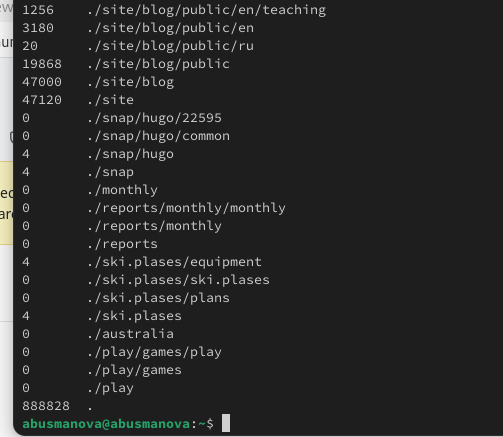 1256 ./site/blog/public/en/teaching
3180 ./site/blog/public/en
20 ./site/blog/public/ru
19868 ./site/blog/public
47000 ./site/blog
47120 ./site
0 ./snap/hugo/22595
0 ./snap/hugo/common
4 ./snap/hugo
4 ./snap
0 ./monthly
0 ./reports/monthly/monthly
0 ./reports/monthly
0 ./reports
4 ./ski.plases/equipment
0 ./ski.plases/ski.plases
0 ./ski.plases/plans
4 ./ski.plases
0 ./australia
0 ./play/games/play
0 ./play/games
0 ./play
888828 .
abusmanova@abusmanova:~$